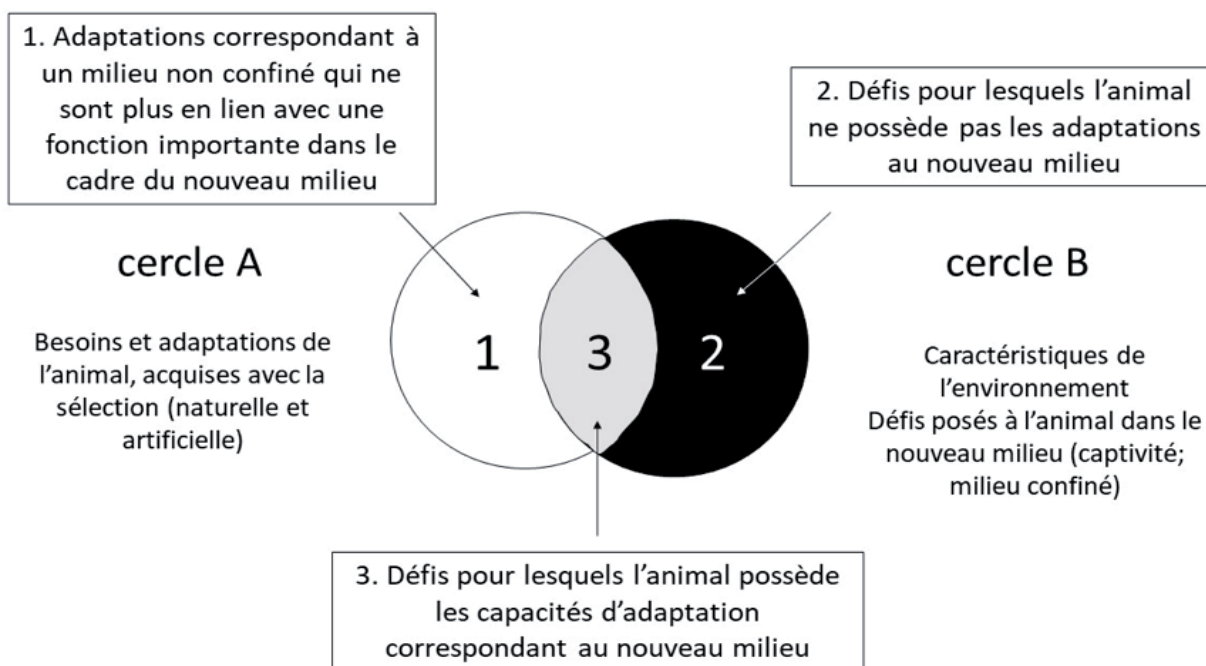 1. Adaptations correspondant à
un milieu non confiné qui ne
sont plus en lien avec une
fonction importante dans le
cadre du nouveau milieu
2. Défis pour lesquels l'animal
ne possède pas les adaptations
au nouveau milieu
cercle A
cercle B
Besoins et adaptations de
l'animal, acquises avec la
sélection (naturelle et
artificielle)
1
3
2
Caractéristiques de
l'environnement
Défis posés à l'animal dans le
nouveau milieu (captivité;
milieu confiné)
3. Défis pour lesquels l'animal possède
les capacités d'adaptation
correspondant au nouveau milieu